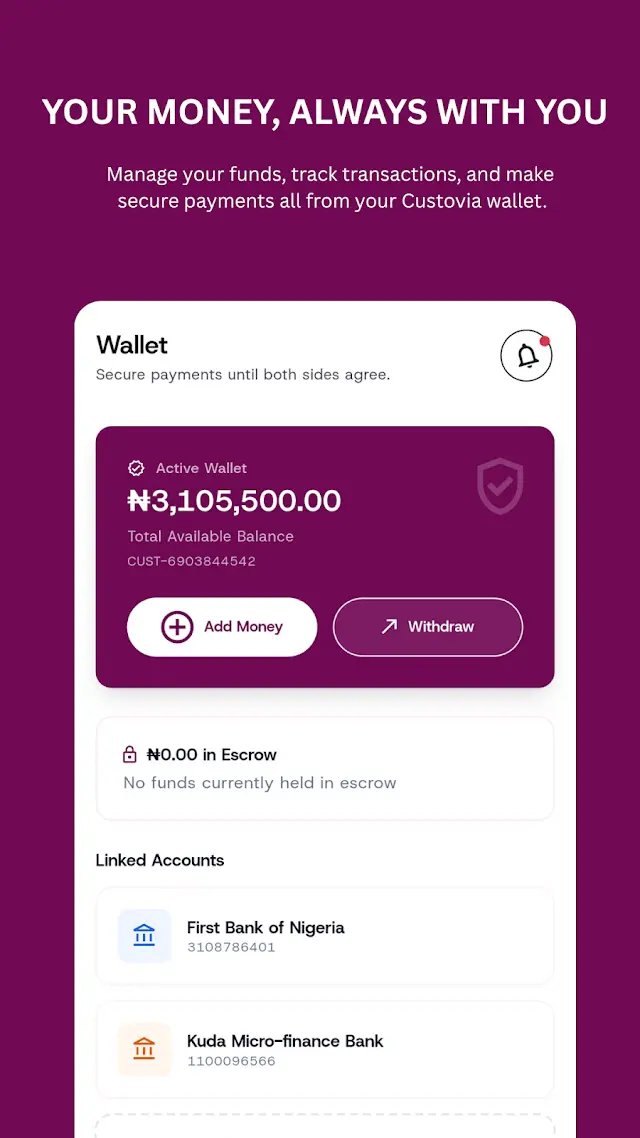 YOUR MONEY, ALWAYS WITH YOU
Manage your funds, track transactions, and make
secure payments all from your Custovia wallet.
Wallet
Secure payments until both sides agree.
Active Wallet
₦3,105,500.00
Total Available Balance
CUST-6903844542
Add Money
Withdraw
₦0.00 in Escrow
No funds currently held in escrow
Linked Accounts
First Bank of Nigeria
3108786401
Kuda Micro-finance Bank
1100096566